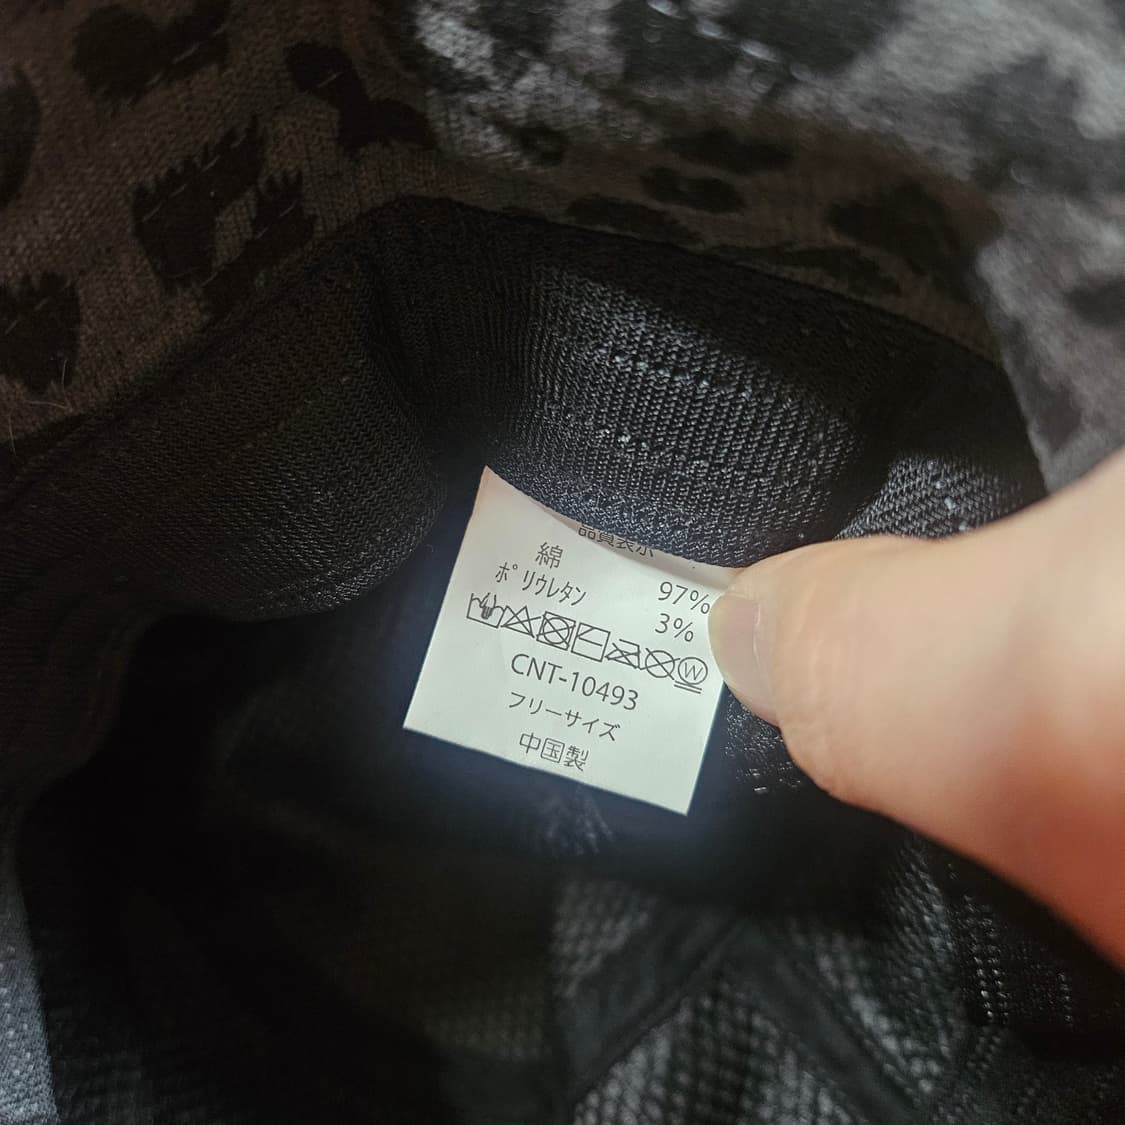 品質表示
綿 97%
ポリウレタン 3%
W
CNT-10493
フリーサイズ
中国製